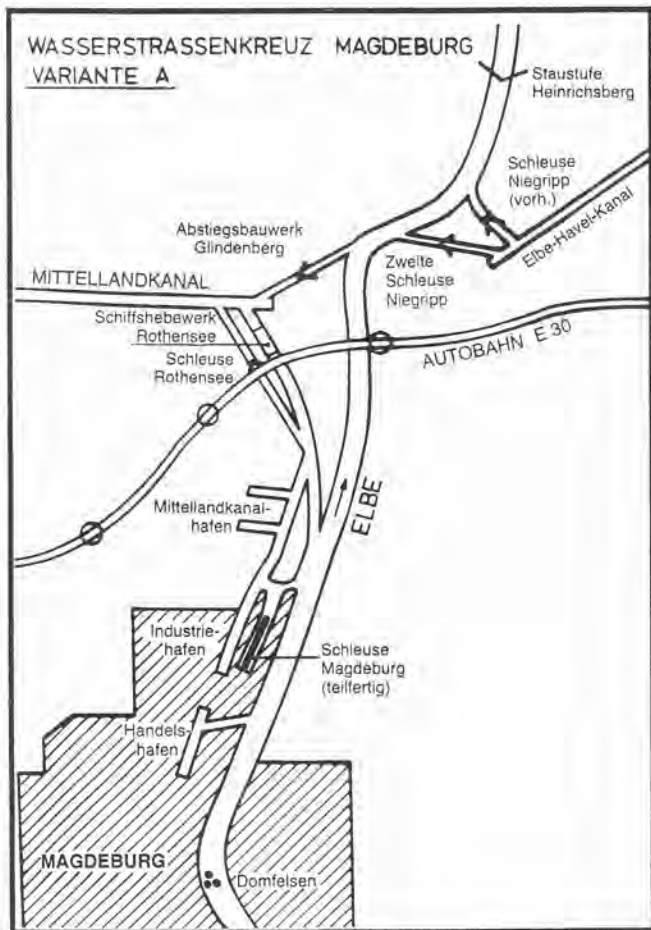 WASSERSTRASSENKREUZ MAGDEBURG
VARIANTE A
Staustufe
Heinrichsberg
Schleuse
Niegripp
(vorh.)
Elbe-Havel-Kanal
Abstiegsbauwerk
Glindenberg
Zweite
Schleuse
Niegripp
MITTELLANDKANAL
Schiffshebewerk
Rothensee
Schleuse
Rothensee
AUTOBAHN E 30
ELBE
Mittellandkanal-
hafen
Industrie-
hafen
Schleuse
Magdeburg
(teilfertig)
Handels-
hafen
MAGDEBURG
Domfelsen